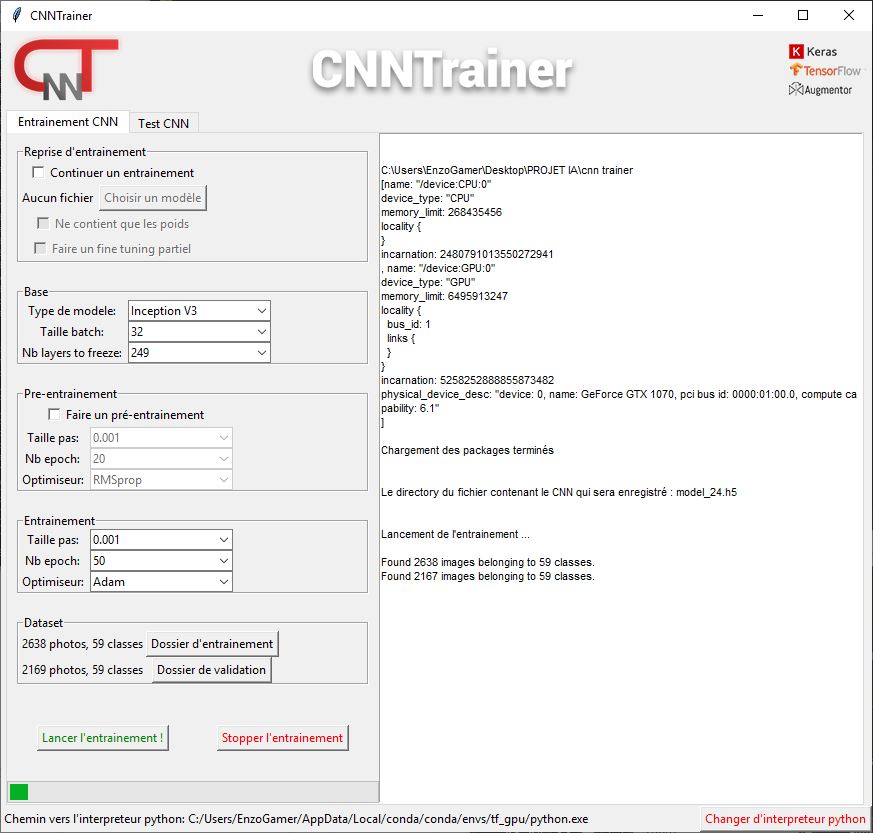 CNNTrainer
CNNT
CNNTrainer
K Keras
TensorFlow
Augmentor
Entrainement CNN
Test CNN
Reprise d'entrainement
Continuer un entrainement
Aucun fichier Choisir un modèle
Ne contient que les poids
Faire un fine tuning partiel
Base
Type de modele: Inception V3
Taille batch: 32
Nb layers to freeze: 249
Pre-entrainement
Faire un pré-entrainement
Taille pas: 0.001
Nb epoch: 20
Optimiseur: RMSprop
Entrainement
Taille pas: 0.001
Nb epoch: 50
Optimiseur: Adam
Dataset
2638 photos, 59 classes Dossier d'entrainement
2169 photos, 59 classes Dossier de validation
Lancer l'entrainement !
Stopper l'entrainement
C:\Users\EnzoGamer\Desktop\PROJET IA\cnn trainer
[name: "/device:CPU:0"
device_type: "CPU"
memory_limit: 268435456
locality {
}
incarnation: 2480791013550272941
, name: "/device:GPU:0"
device_type: "GPU"
memory_limit: 6495913247
locality {
bus_id: 1
links {
}
}
incarnation: 5258252888855873482
physical_device_desc: "device: 0, name: GeForce GTX 1070, pci bus id: 0000:01:00.0, compute ca
pability: 6.1"
]
Chargement des packages terminés
Le directory du fichier contenant le CNN qui sera enregistré : model_24.h5
Lancement de l'entrainement ...
Found 2638 images belonging to 59 classes.
Found 2167 images belonging to 59 classes.
Chemin vers l'interpreteur python: C:/Users/EnzoGamer/AppData/Local/conda/conda/envs/tf_gpu/python.exe
Changer d'interpreteur python